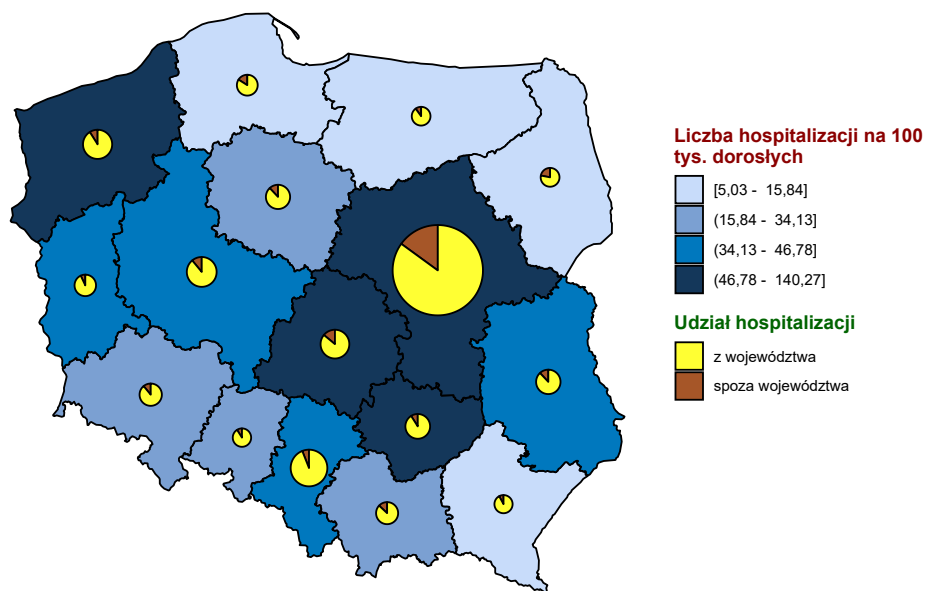 Liczba hospitalizacji na 100
tys. dorosłych
[5,03 - 15,84]
(15,84 - 34,13]
(34,13 - 46,78]
(46,78 - 140,27]
Udział hospitalizacji
z województwa
spoza województwa